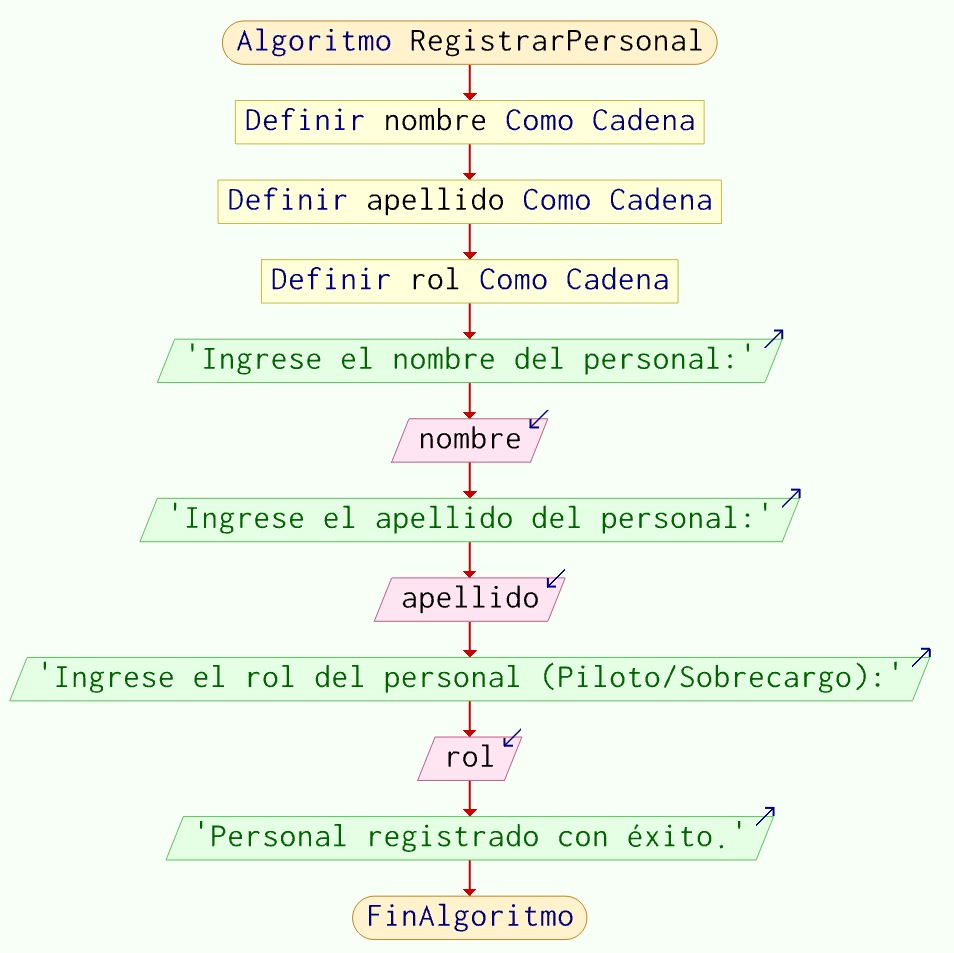 Algoritmo RegistrarPersonal
Definir nombre Como Cadena
Definir apellido Como Cadena
Definir rol Como Cadena
'Ingrese el nombre del personal:'
nombre
'Ingrese el apellido del personal:'
apellido
'Ingrese el rol del personal (Piloto/Sobrecargo):'
rol
'Personal registrado con éxito.'
FinAlgoritmo